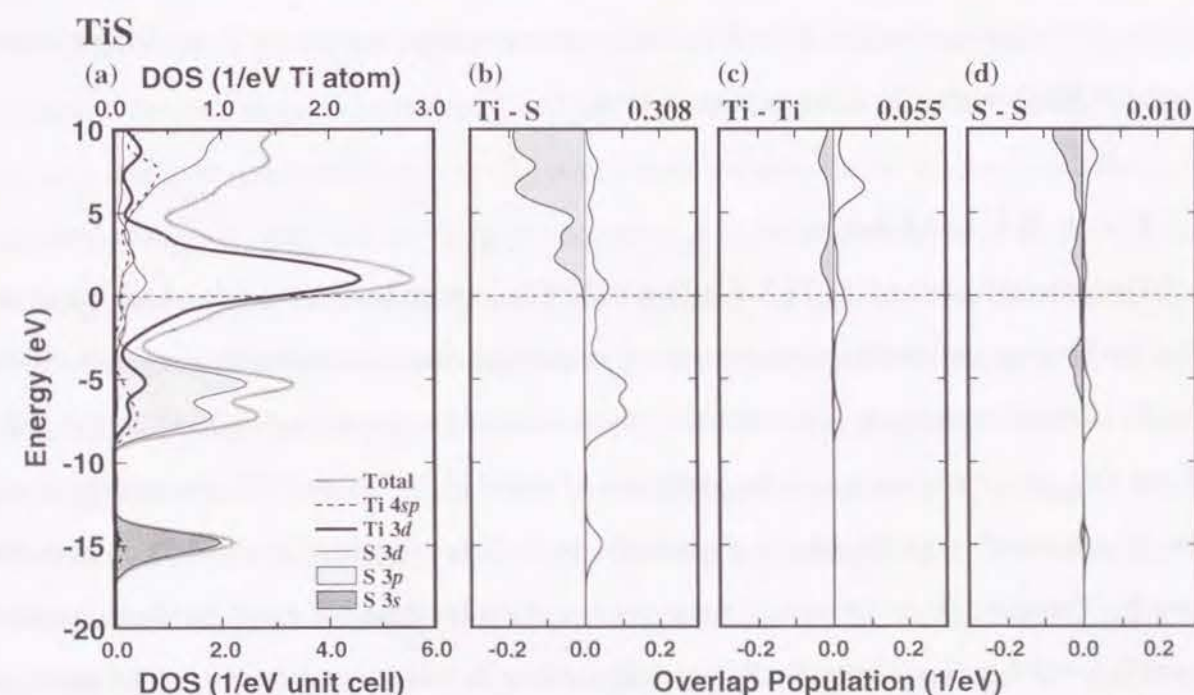 TiS
(a) DOS (1/eV Ti atom)
0.0 1.0 2.0 3.0
(b)
Ti - S 0.308
(c)
Ti - Ti 0.055
(d)
S - S 0.010
Energy (eV)
10
5
0
-5
-10
-15
-20
Total
Ti 4sp
Ti 3d
S 3d
S 3p
S 3s
0.0 2.0 4.0 6.0
-0.2 0.0 0.2
-0.2 0.0 0.2
-0.2 0.0 0.2
DOS (1/eV unit cell)
Overlap Population (1/eV)